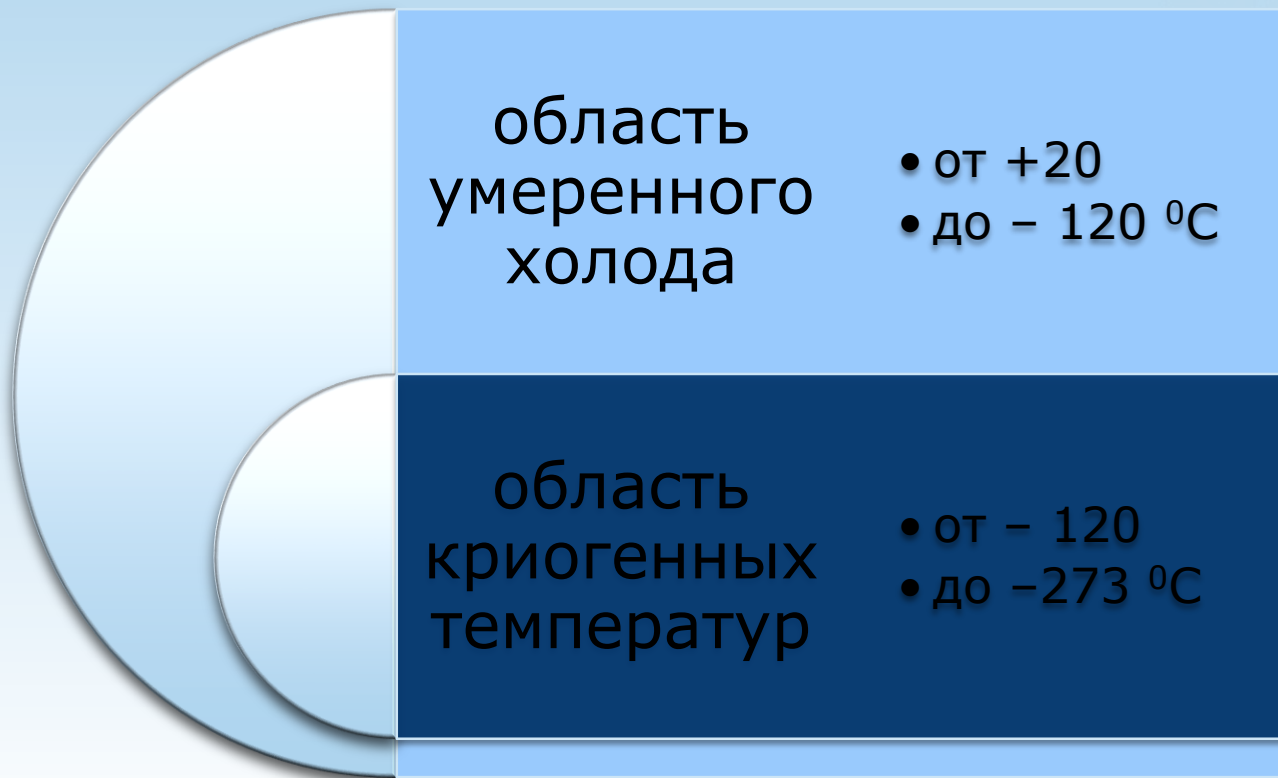 область
умеренного
холода
• от +20
• до – 120 ⁰С
область
криогенных
температур
• от – 120
• до –273 ⁰С